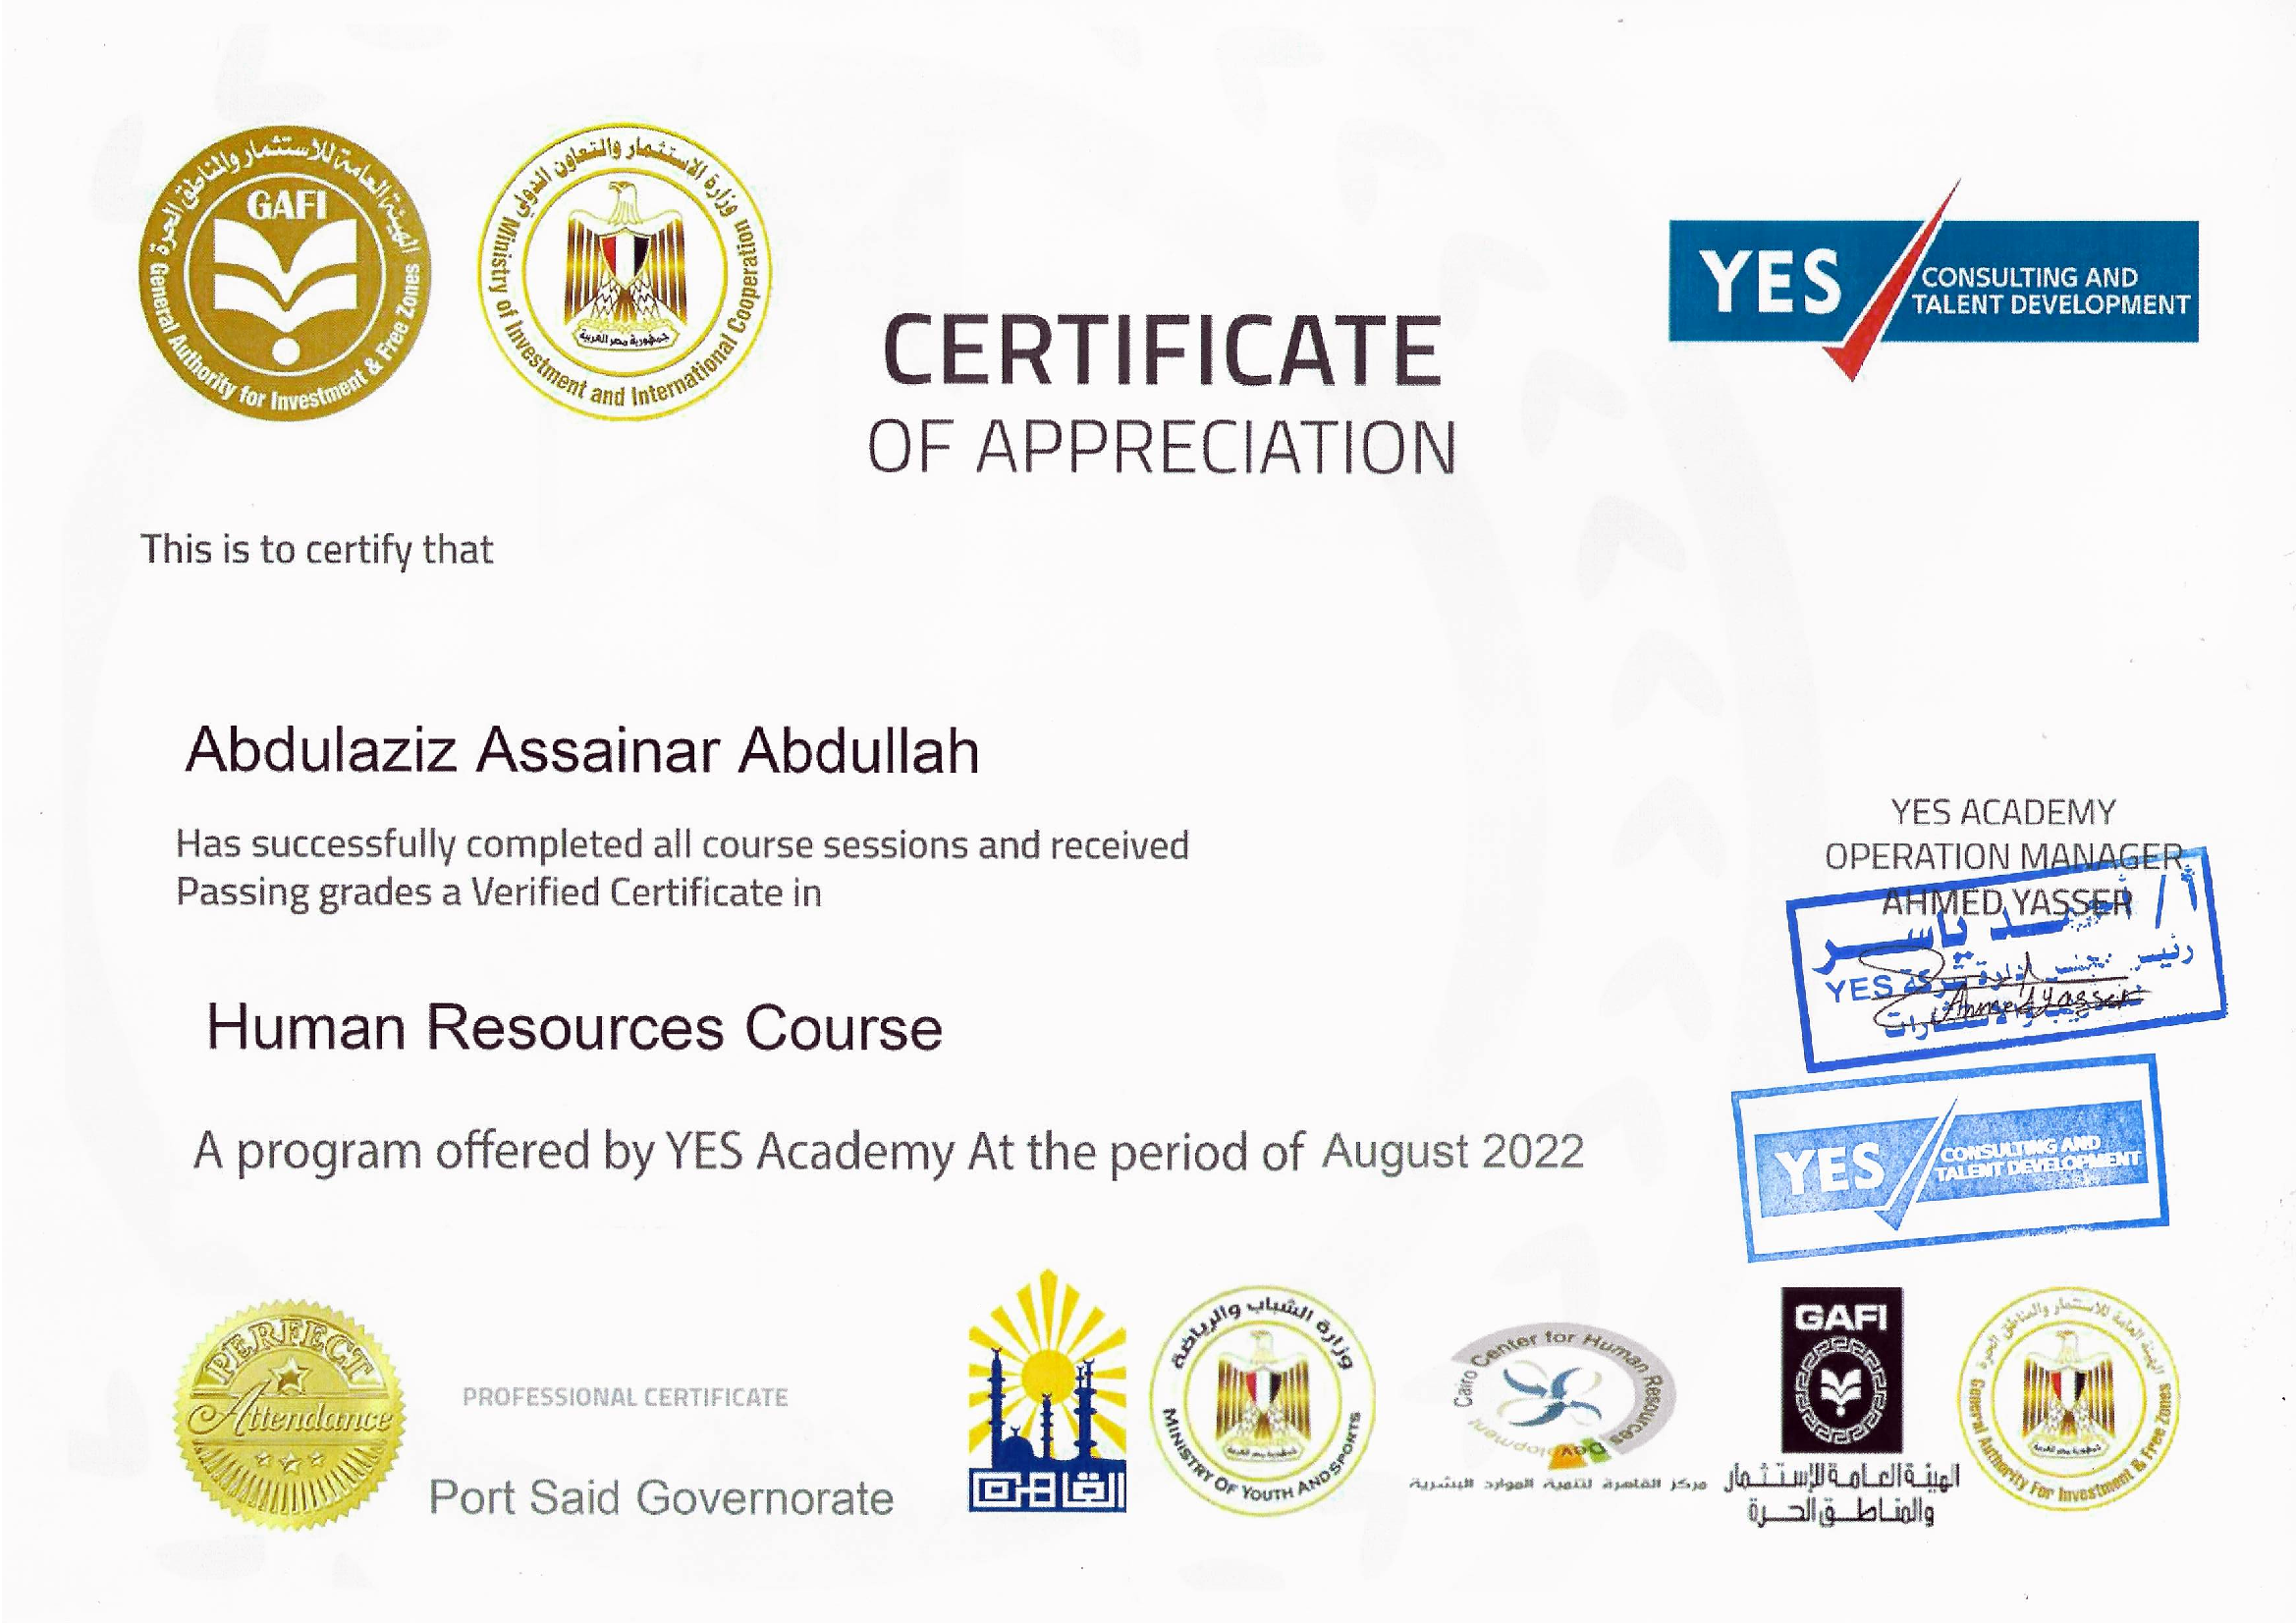 الهيئة العامة للاستثمار والمناطق الحرة
GAFI
General Authority for Investment & Free Zones
وزارة الاستثمار والتعاون الدولي
جمهورية مصر العربية
Ministry of Investment and International Cooperation
YES CONSULTING AND
TALENT DEVELOPMENT
CERTIFICATE
OF APPRECIATION
This is to certify that
Abdulaziz Assainar Abdullah
Has successfully completed all course sessions and received
Passing grades a Verified Certificate in
Human Resources Course
A program offered by YES Academy At the period of August 2022
YES ACADEMY
OPERATION MANAGER
AHMED YASSER
أ/ أحمد ياسر
رئيس مجلس إدارة شركة YES
Ahmed Yasser
YES CONSULTING AND
TALENT DEVELOPMENT
PERFECT
Attendance
PROFESSIONAL CERTIFICATE
Port Said Governorate
القاهرة
وزارة الشباب والرياضة
MINISTRY OF YOUTH AND SPORTS
Cairo Center for Human Resources Development
مركز القاهرة لتنمية الموارد البشرية
GAFI
الهيئة العامة للإستثمار
والمناطق الحرة
الهيئة العامة للاستثمار والمناطق الحرة
General Authority For Investment & Free Zones